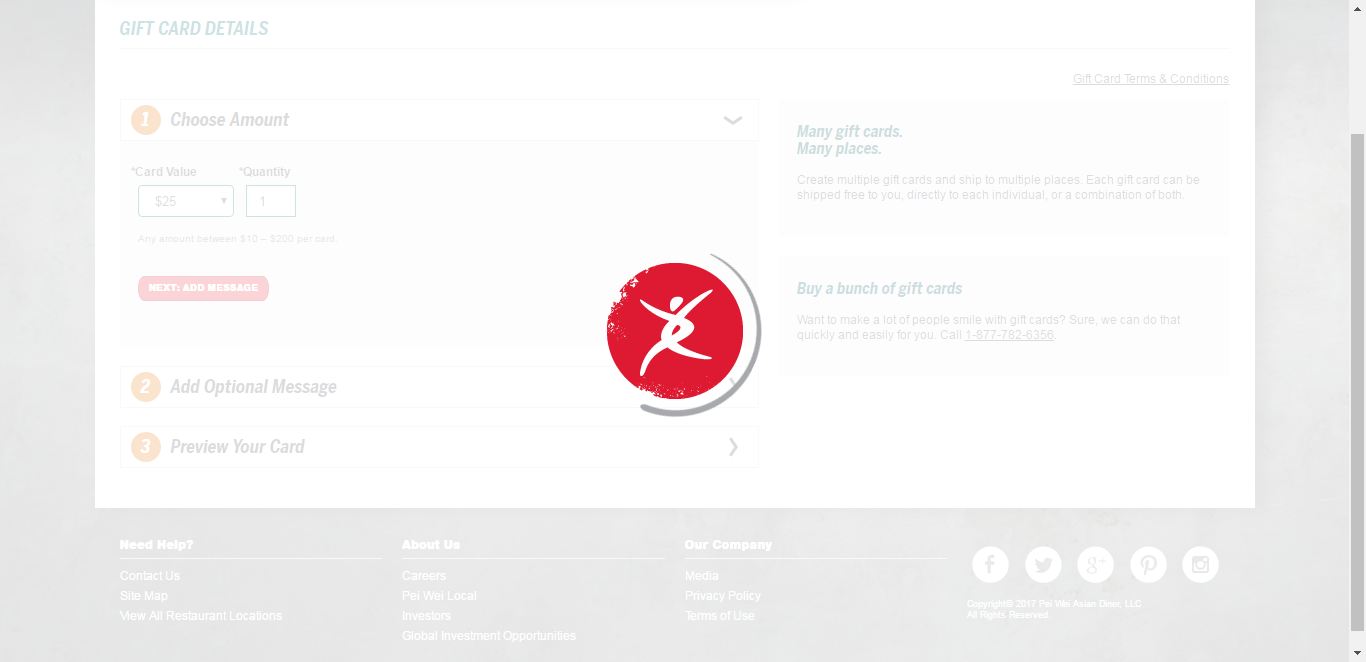 GIFT CARD DETAILS
Gift Card Terms & Conditions
1 Choose Amount
*Card Value *Quantity
$25 1
Any amount between $10 – $200 per card.
NEXT: ADD MESSAGE
2 Add Optional Message
3 Preview Your Card
Many gift cards.
Many places.
Create multiple gift cards and ship to multiple places. Each gift card can be
shipped free to you, directly to each individual, or a combination of both.
Buy a bunch of gift cards
Want to make a lot of people smile with gift cards? Sure, we can do that
quickly and easily for you. Call 1-877-782-6356.
Need Help?
Contact Us
Site Map
View All Restaurant Locations
About Us
Careers
Pei Wei Local
Investors
Global Investment Opportunities
Our Company
Media
Privacy Policy
Terms of Use
f g+
Copyright© 2017 Pei Wei Asian Diner, LLC
All Rights Reserved.